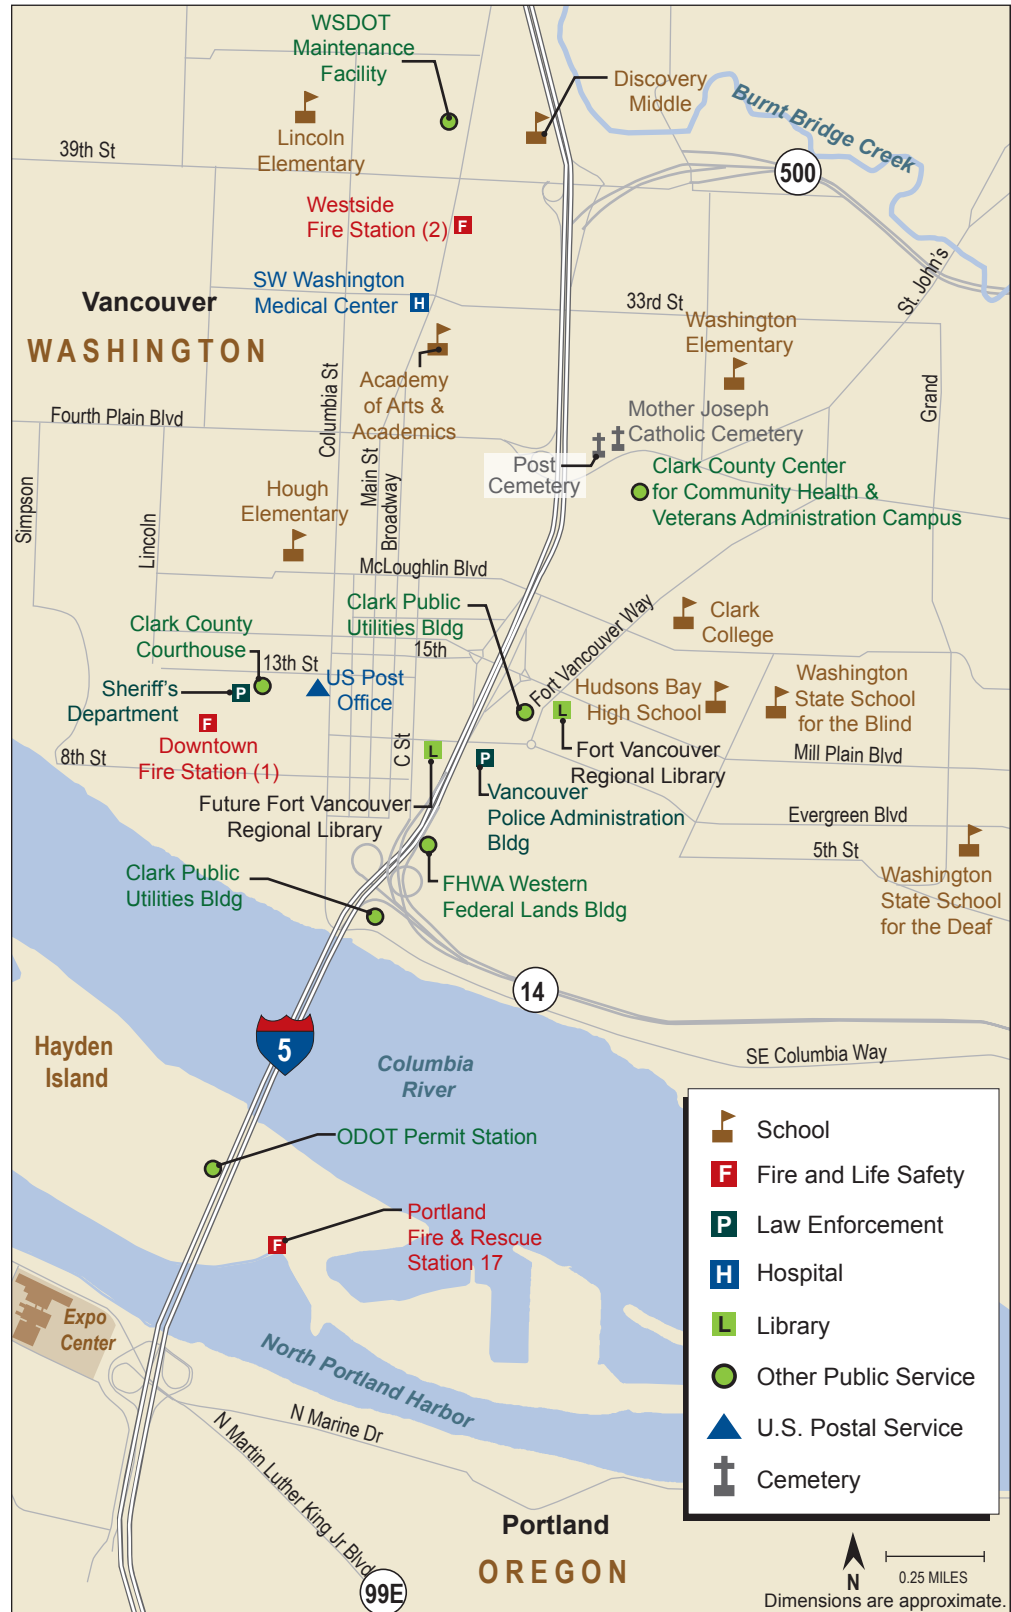 WSDOT
Maintenance
Facility
Discovery
Middle
Burnt Bridge Creek
Lincoln
Elementary
39th St
500
Westside
Fire Station (2)
F
St. John's
SW Washington
Medical Center
H
Vancouver
WASHINGTON
33rd St
Washington
Elementary
Columbia St
Academy
of Arts &
Academics
Grand
Fourth Plain Blvd
Mother Joseph
Catholic Cemetery
Post
Cemetery
Clark County Center
for Community Health &
Veterans Administration Campus
Simpson
Lincoln
Main St
Broadway
Hough
Elementary
McLoughlin Blvd
Clark Public
Utilities Bldg
Fort Vancouver Way
Clark
College
Clark County
Courthouse
15th
13th St
Sheriff's
Department
P
US Post
Office
Hudsons Bay
High School
Washington
State School
for the Blind
F
L
Downtown
Fire Station (1)
8th St
C St
L
P
Fort Vancouver
Regional Library
Mill Plain Blvd
Future Fort Vancouver
Regional Library
Vancouver
Police Administration
Bldg
Evergreen Blvd
5th St
Clark Public
Utilities Bldg
FHWA Western
Federal Lands Bldg
Washington
State School
for the Deaf
14
5
Hayden
Island
Columbia
River
SE Columbia Way
ODOT Permit Station
Portland
Fire & Rescue
Station 17
F
Expo
Center
North Portland Harbor
N Marine Dr
N Martin Luther King Jr Blvd
99E
Portland
OREGON
School
F Fire and Life Safety
P Law Enforcement
H Hospital
L Library
Other Public Service
U.S. Postal Service
Cemetery
N
0.25 MILES
Dimensions are approximate.